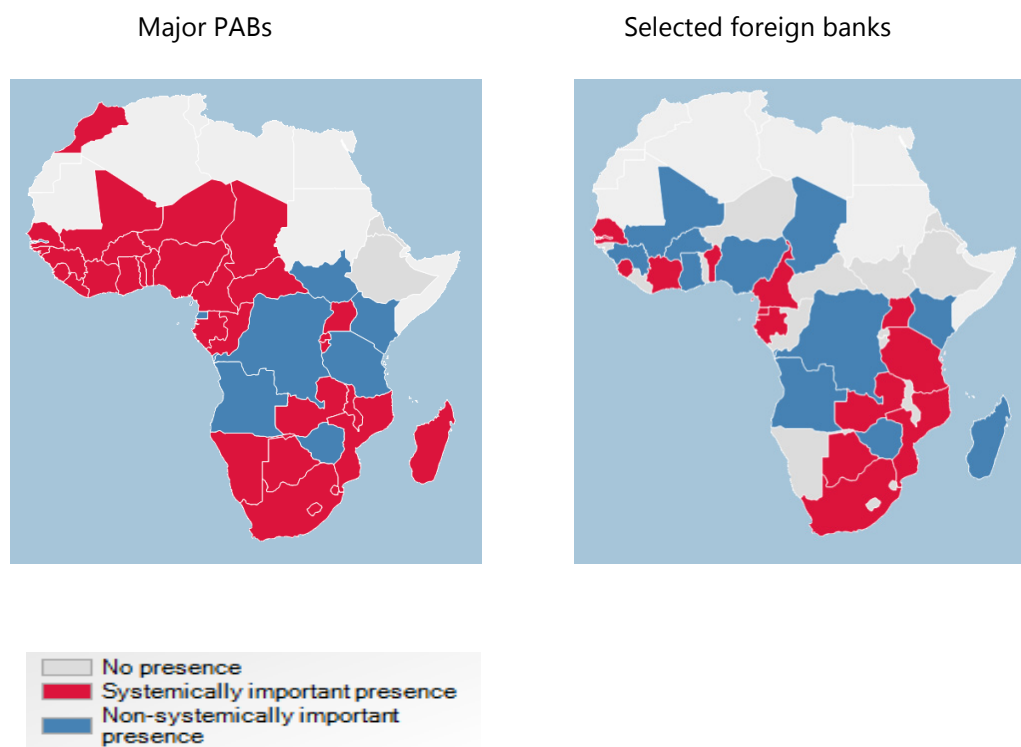 Major PABs
Selected foreign banks
No presence
Systemically important presence
Non-systemically important
presence